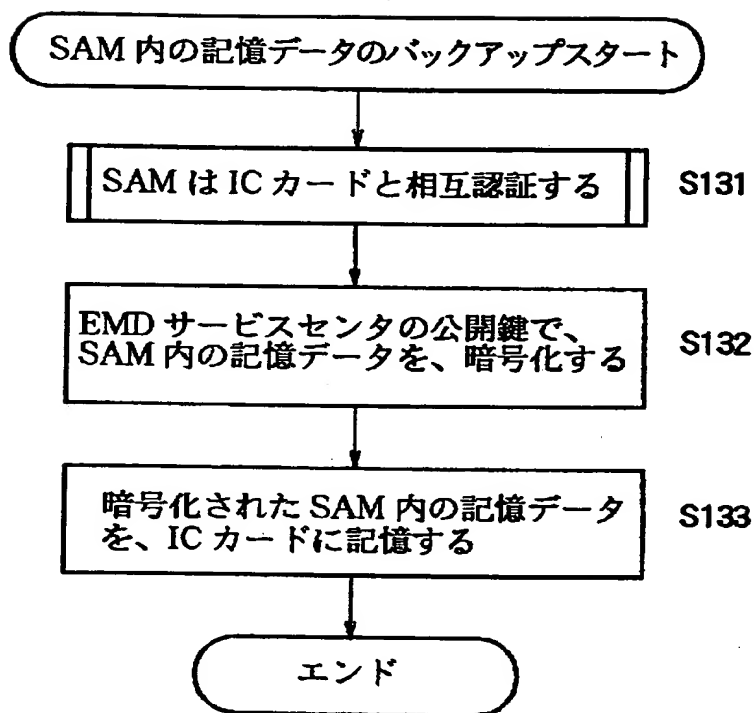 SAM 内の記憶データのバックアップスタート
SAM は IC カードと相互認証する
S131
EMD サービスセンタの公開鍵で、
SAM 内の記憶データを、暗号化する
S132
暗号化された SAM 内の記憶データ
を、IC カードに記憶する
S133
エンド